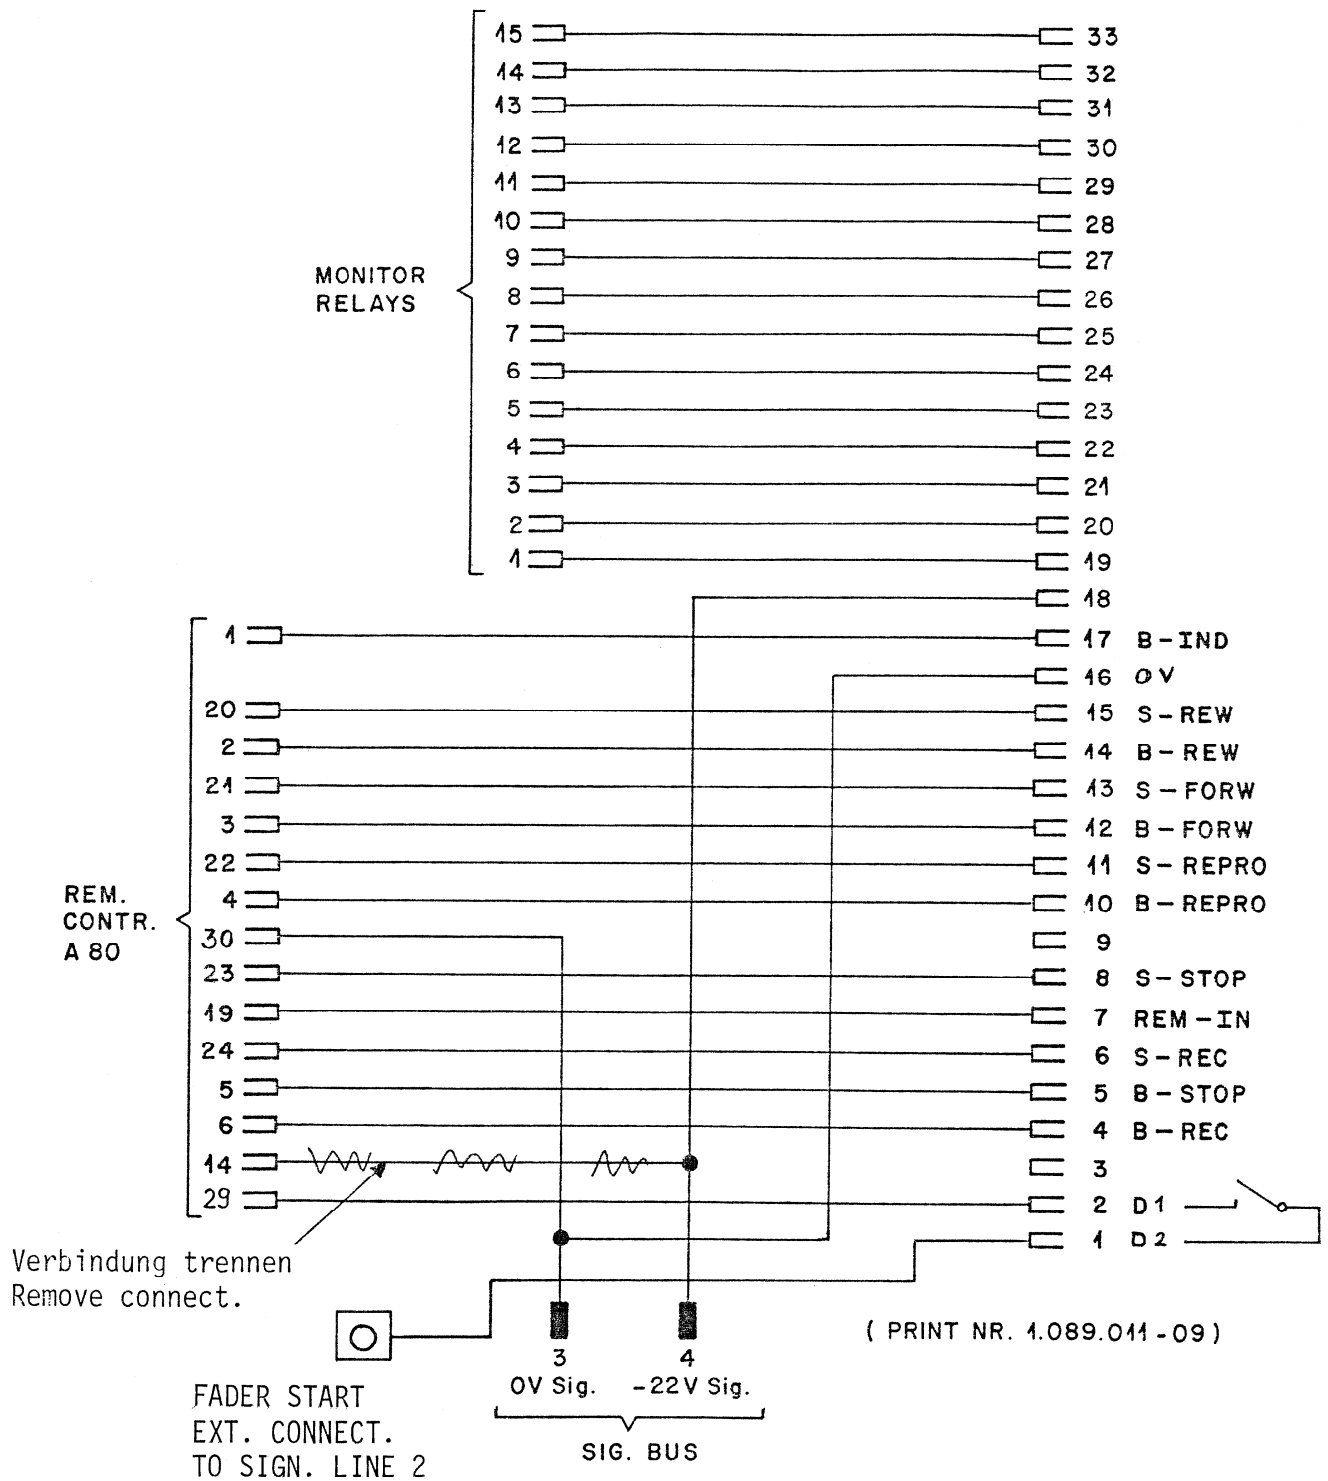 15 33
14 32
13 31
12 30
11 29
10 28
9 27
MONITOR
RELAYS
8 26
7 25
6 24
5 23
4 22
3 21
2 20
1 19
18
1 17 B-IND
16 0V
20 15 S-REW
2 14 B-REW
21 13 S-FORW
3 12 B-FORW
22 11 S-REPRO
REM.
CONTR.
A 80
4 10 B-REPRO
30 9
23 8 S-STOP
19 7 REM-IN
24 6 S-REC
5 5 B-STOP
6 4 B-REC
14 3
29 2 D1
1 D2
Verbindung trennen
Remove connect.
( PRINT NR. 1.089.011-09 )
3 4
0V Sig. -22V Sig.
SIG. BUS
FADER START
EXT. CONNECT.
TO SIGN. LINE 2